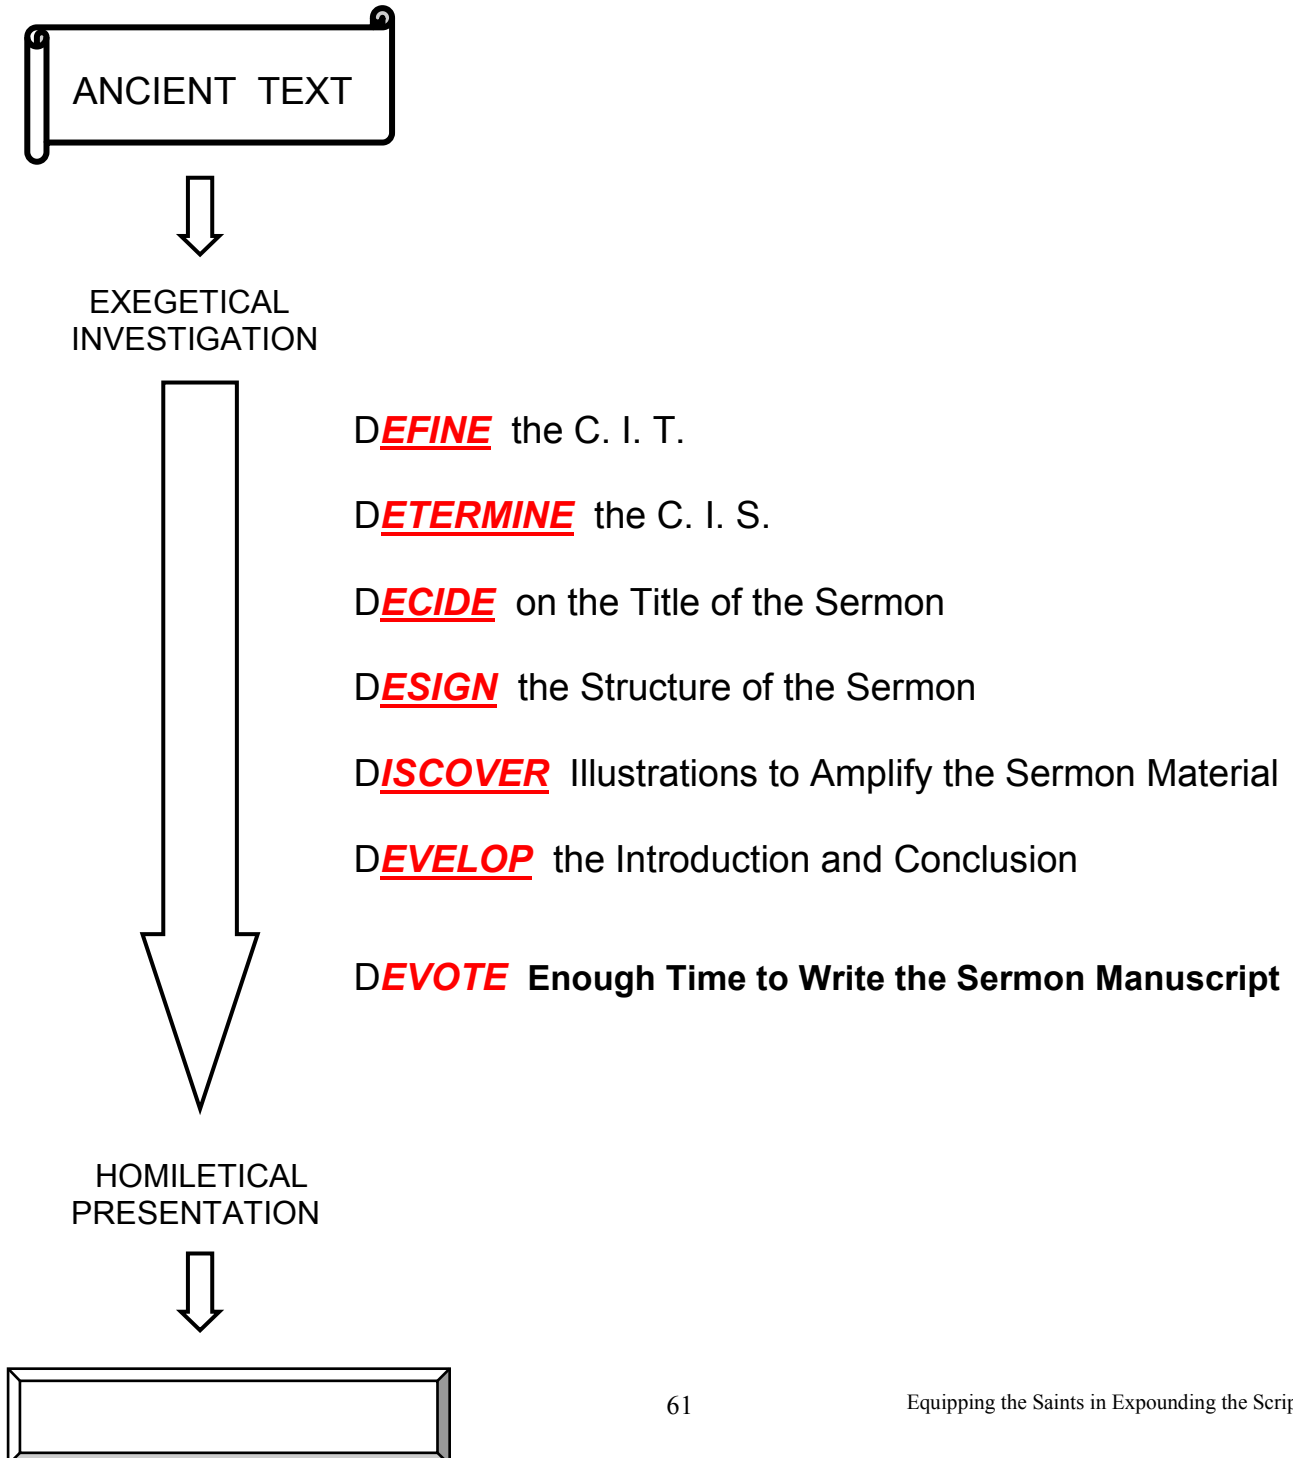 ANCIENT TEXT
EXEGETICAL
INVESTIGATION
DEFINE the C. I. T.
DETERMINE the C. I. S.
DECIDE on the Title of the Sermon
DESIGN the Structure of the Sermon
DISCOVER Illustrations to Amplify the Sermon Material
DEVELOP the Introduction and Conclusion
DEVOTE Enough Time to Write the Sermon Manuscript
HOMILETICAL
PRESENTATION
61
Equipping the Saints in Expounding the